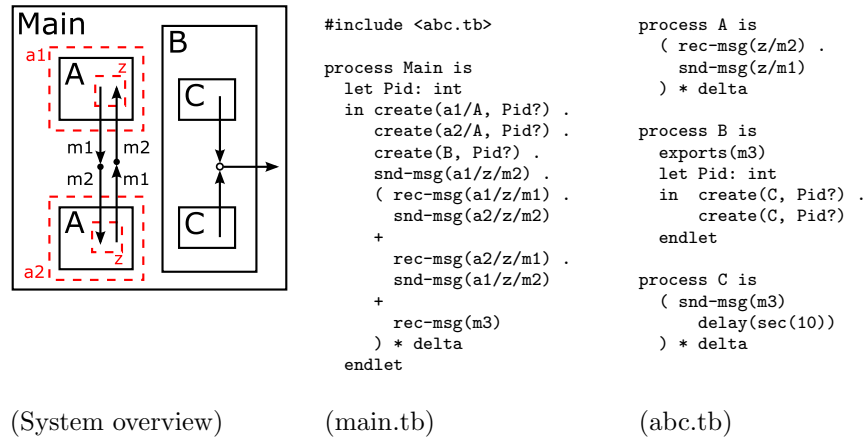 Main
B
a1
A
z
C
m1
m2
m2
m1
A
C
z
a2
(System overview)
#include <abc.tb>
process Main is
let Pid: int
in create(a1/A, Pid?) .
create(a2/A, Pid?) .
create(B, Pid?) .
snd-msg(a1/z/m2) .
( rec-msg(a1/z/m1) .
snd-msg(a2/z/m2)
+
rec-msg(a2/z/m1) .
snd-msg(a1/z/m2)
+
rec-msg(m3)
) * delta
endlet
(main.tb)
process A is
( rec-msg(z/m2) .
snd-msg(z/m1)
) * delta
process B is
exports(m3)
let Pid: int
in create(C, Pid?) .
create(C, Pid?)
endlet
process C is
( snd-msg(m3)
delay(sec(10))
) * delta
(abc.tb)